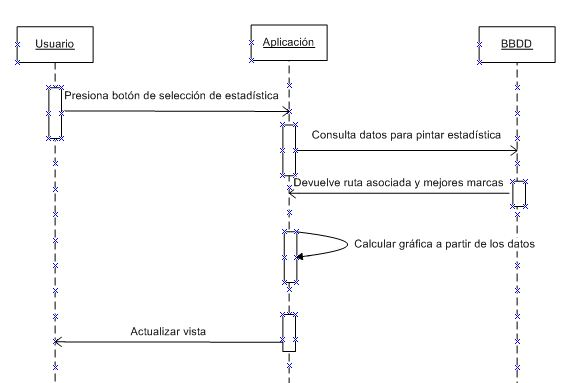 Usuario
Aplicación
BBDD
Presiona botón de selección de estadística
Consulta datos para pintar estadística
Devuelve ruta asociada y mejores marcas
Calcular gráfica a partir de los datos
Actualizar vista